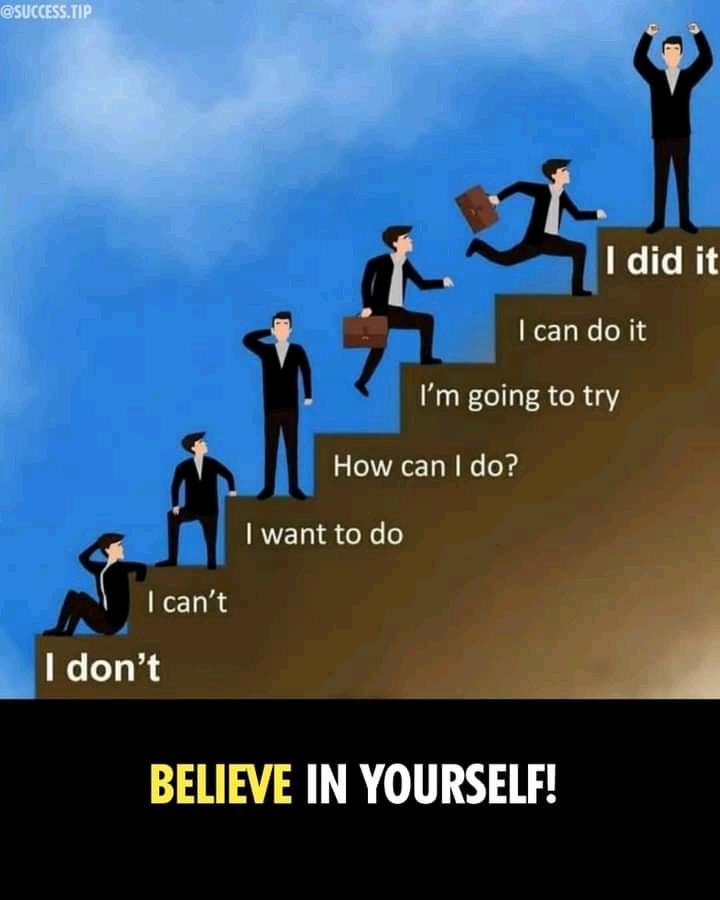 @SUCCESS.TIP
I did it
I can do it
I'm going to try
How can I do?
I want to do
I can't
I don't
BELIEVE IN YOURSELF!